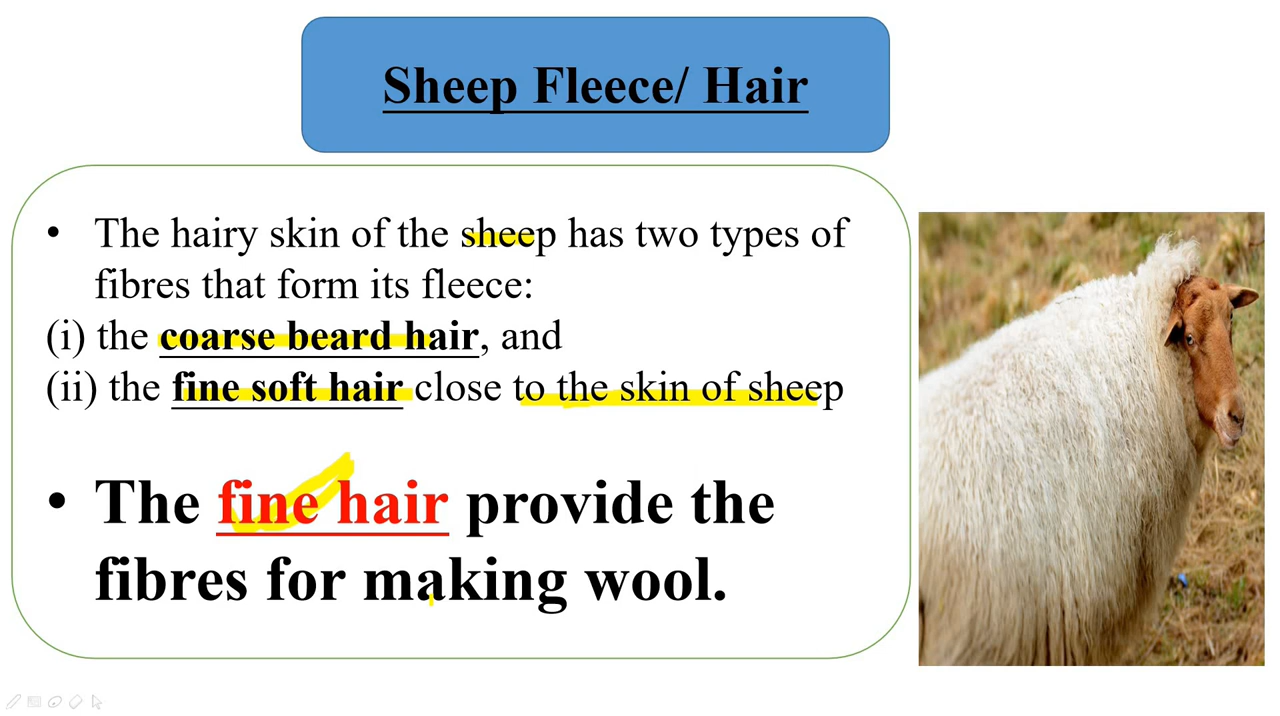 Sheep Fleece/ Hair
• The hairy skin of the sheep has two types of
fibres that form its fleece:
(i) the coarse beard hair, and
(ii) the fine soft hair close to the skin of sheep
• The fine hair provide the
fibres for making wool.